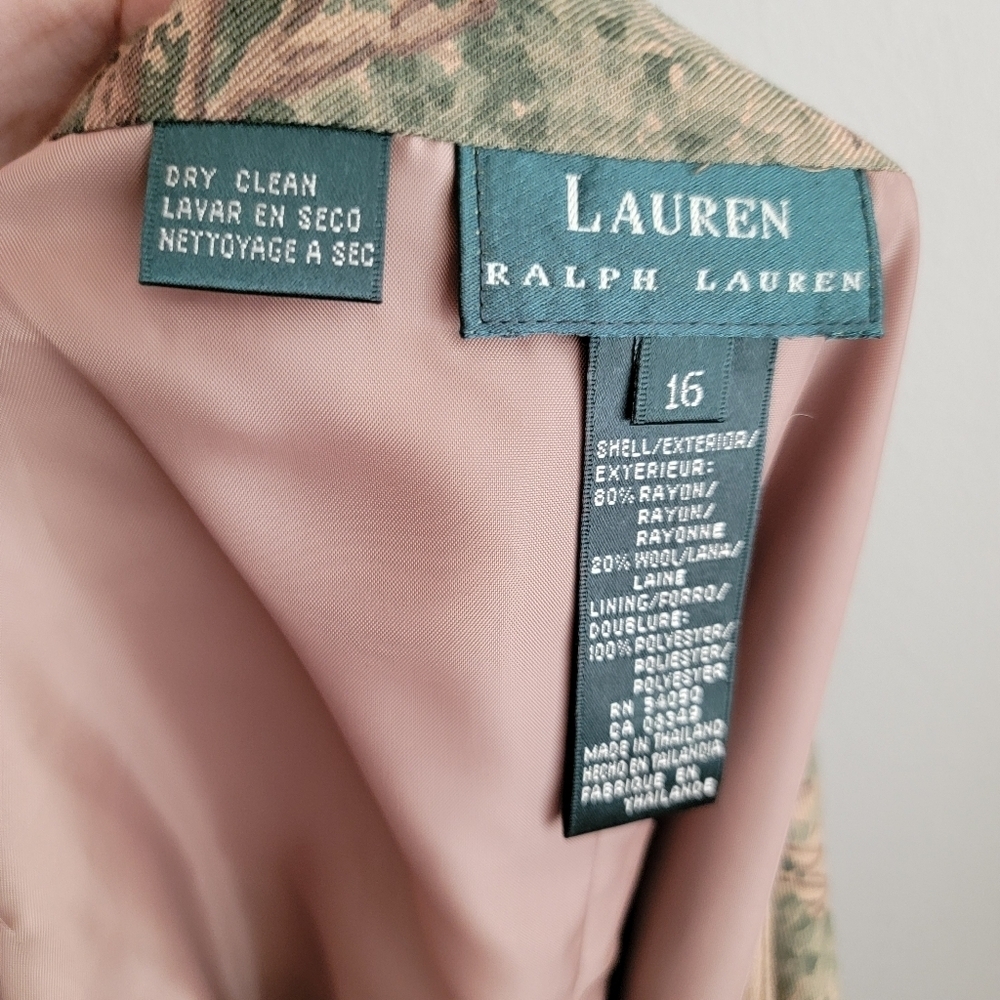 DRY CLEAN
LAVAR EN SECO
NETTOYAGE A SEC
LAUREN
RALPH LAUREN
16
SHELL/EXTERIOR/
EXTERIEUR:
80% RAYON/
RAYON/
RAYONNE
20% WOOL/LANA/
LAINE
LINING/FORRO/
DOUBLURE:
100% POLYESTER/
POLIESTER/
POLYESTER
RN 54050
CA 08349
MADE IN THAILAND
HECHO EN TAILANDIA
FABRIQUE EN
THAILANDE